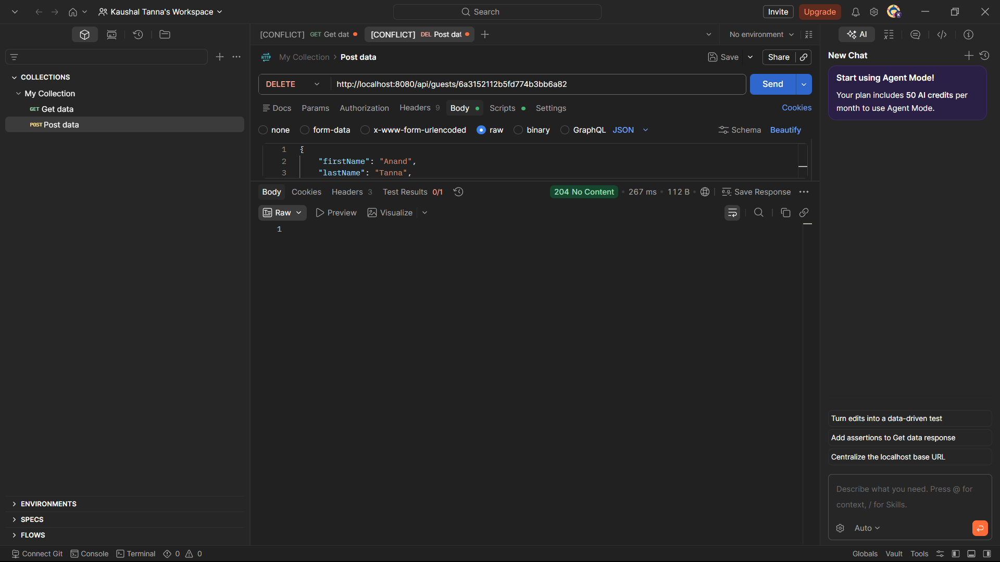 Kaushal Tanna's Workspace
Search
Invite
Upgrade
K
[CONFLICT] GET Get dat
[CONFLICT] DEL Post dat
No environment
AI
HTTP My Collection > Post data
Save
Share
New Chat
COLLECTIONS
My Collection
GET Get data
POST Post data
DELETE
http://localhost:8080/api/guests/6a3152112b5fd774b3bb6a82
Send
Start using Agent Mode!
Your plan includes 50 AI credits per
month to use Agent Mode.
Docs Params Authorization Headers 9 Body Scripts Settings
Cookies
none form-data x-www-form-urlencoded raw binary GraphQL JSON
Schema Beautify
1 {
2 "firstName": "Anand",
3 "lastName": "Tanna",
Body Cookies Headers 3 Test Results 0/1
204 No Content • 267 ms • 112 B
e.g. Save Response
Raw Preview Visualize
1
Turn edits into a data-driven test
Add assertions to Get data response
Centralize the localhost base URL
Describe what you need. Press @ for
context, / for Skills.
Auto
ENVIRONMENTS
SPECS
FLOWS
Connect Git Console Terminal 0 0
Globals Vault Tools